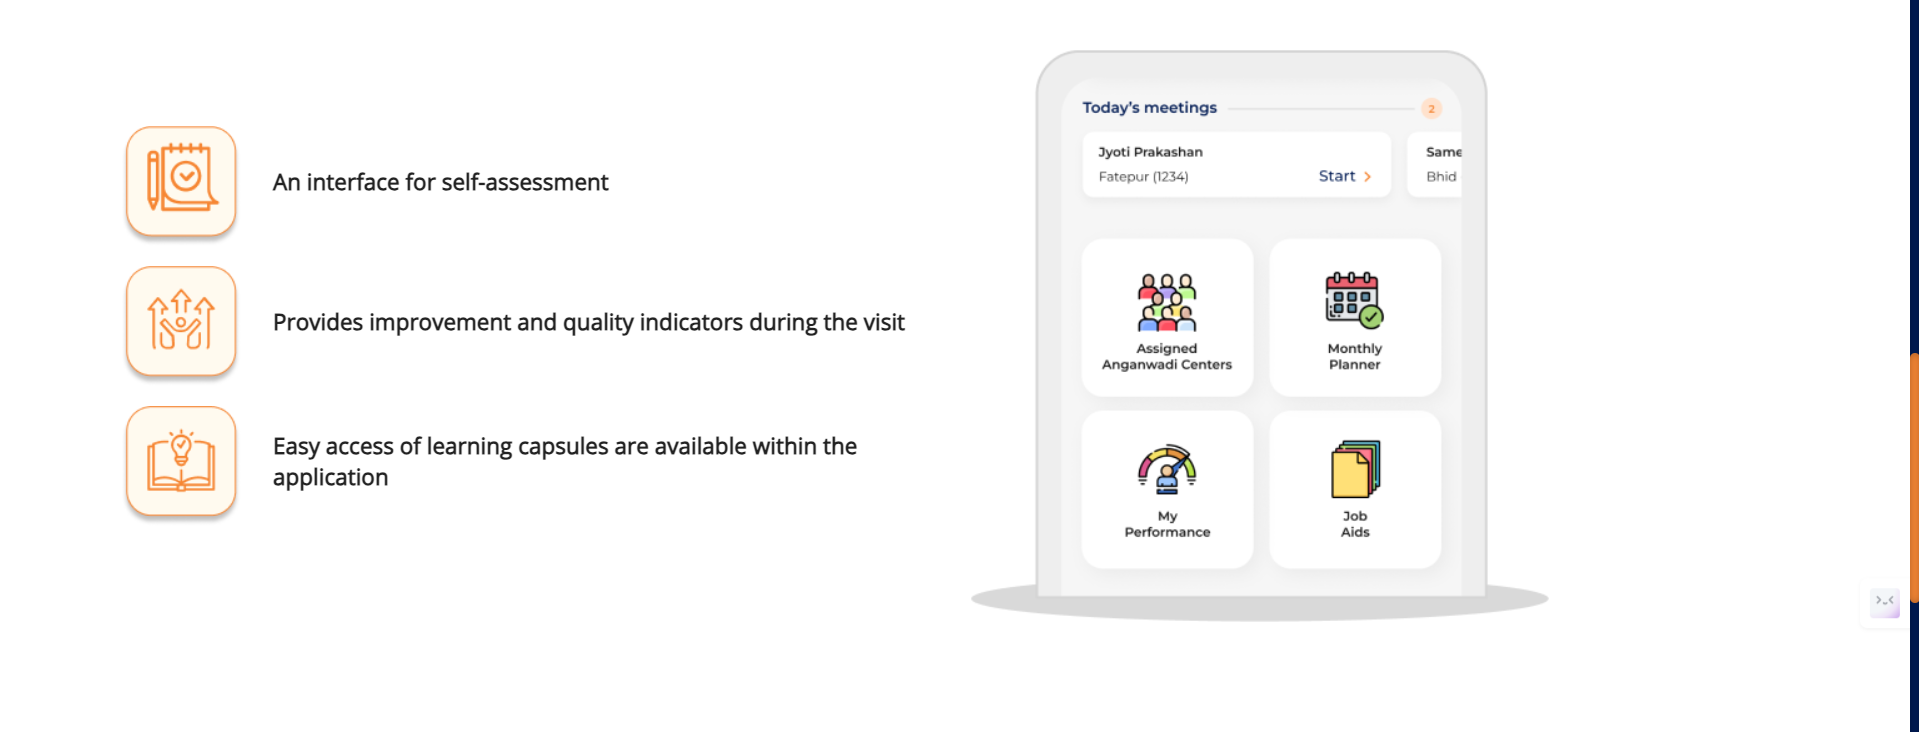 An interface for self-assessment
Provides improvement and quality indicators during the visit
Easy access of learning capsules are available within the
application
Today's meetings
2
Jyoti Prakashan
Fatepur (1234)
Start >
Same
Bhid
Assigned
Anganwadi Centers
Monthly
Planner
My
Performance
Job
Aids